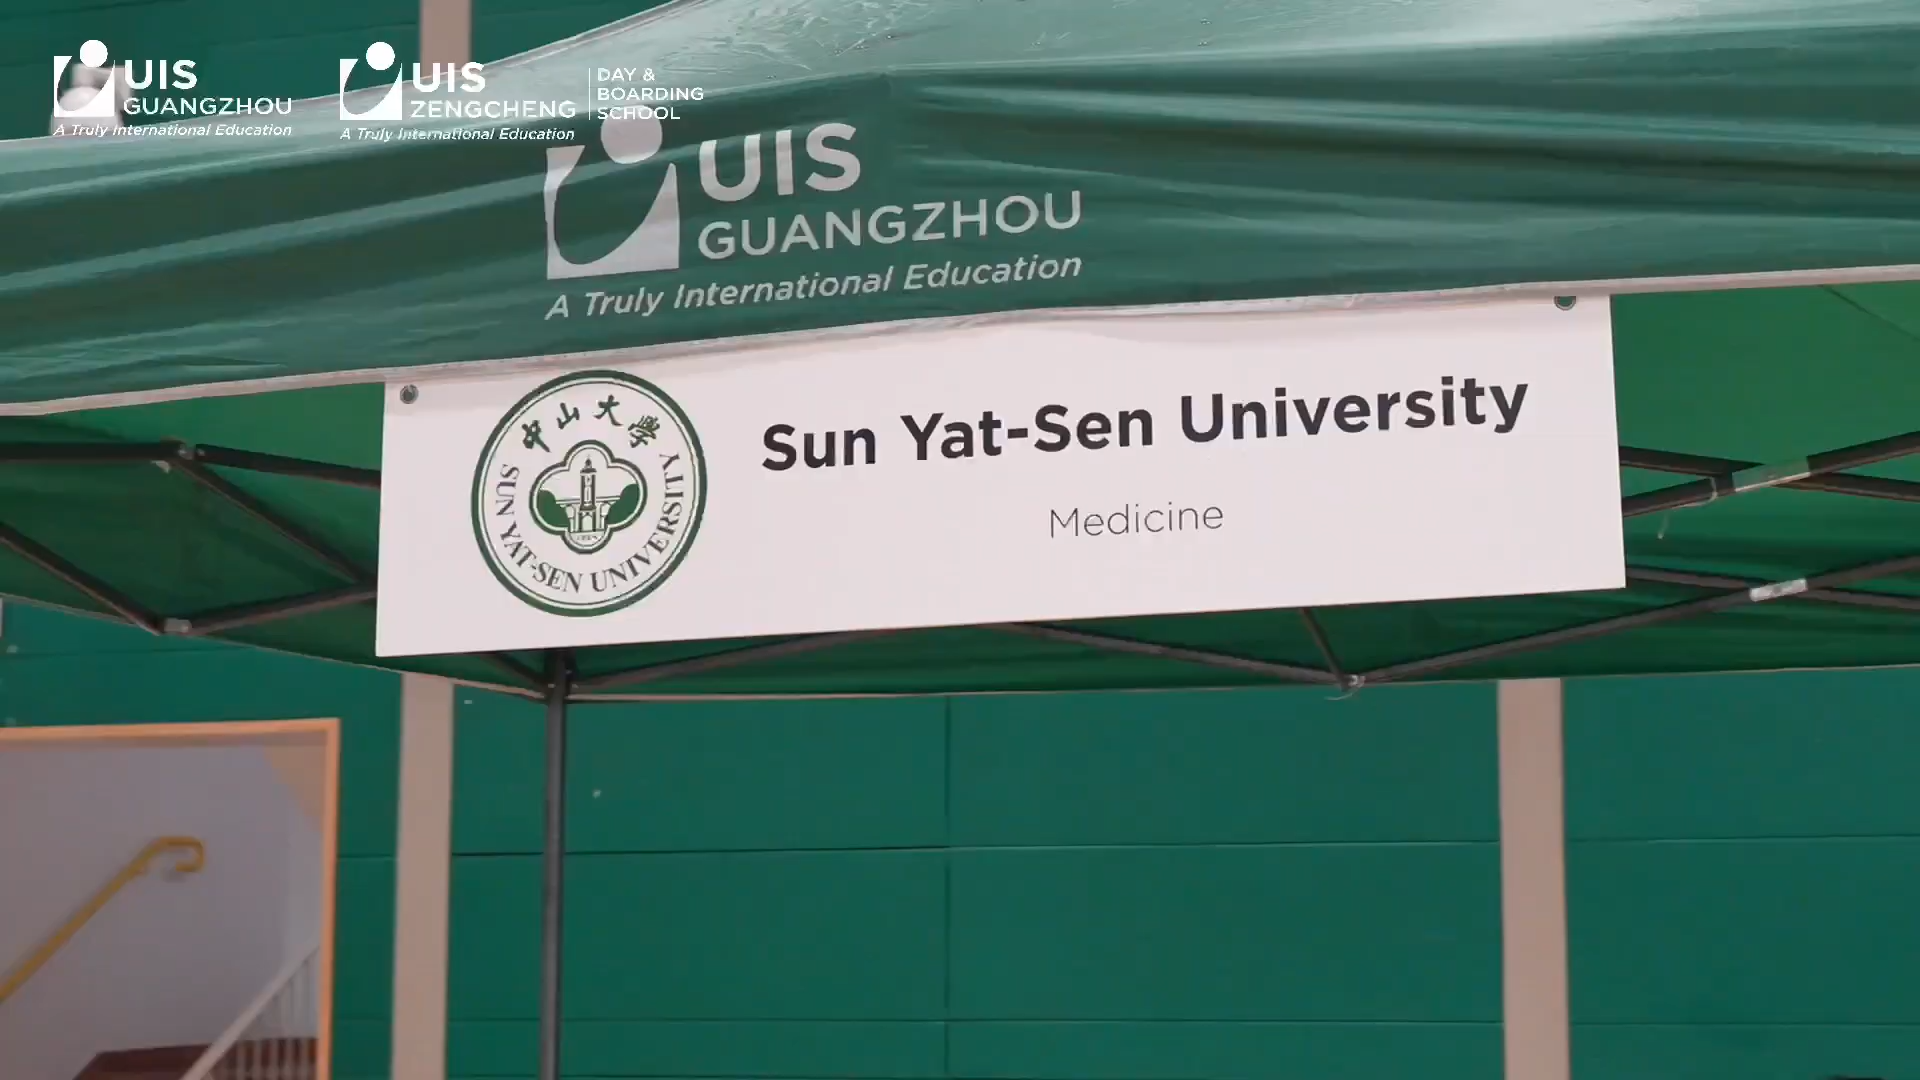 UIS
GUANGZHOU
A Truly International Education
UIS
ZENGCHENG
A Truly International Education
DAY &
BOARDING
SCHOOL
UIS
GUANGZHOU
A Truly International Education
中山大學
SUN YAT-SEN UNIVERSITY
Sun Yat-Sen University
Medicine